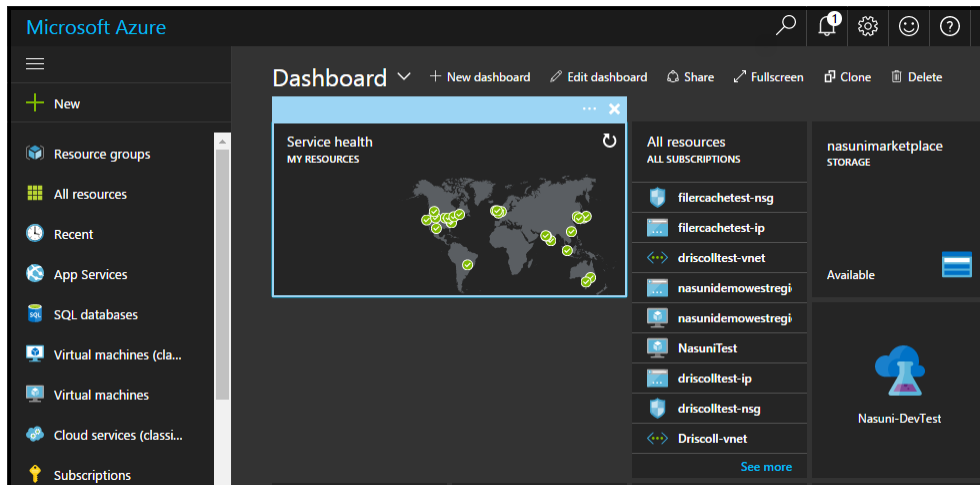 Microsoft Azure
1
Dashboard
New dashboard
Edit dashboard
Share
Fullscreen
Clone
Delete
New
Resource groups
All resources
Recent
App Services
SQL databases
Virtual machines (cla...
Virtual machines
Cloud services (classi...
Subscriptions
Service health
MY RESOURCES
All resources
ALL SUBSCRIPTIONS
filercachetest-nsg
filercachetest-ip
driscolltest-vnet
nasunidemowestregi
nasunidemowestregi
NasuniTest
driscolltest-ip
driscolltest-nsg
Driscoll-vnet
See more
nasunimarketplace
STORAGE
Available
Nasuni-DevTest